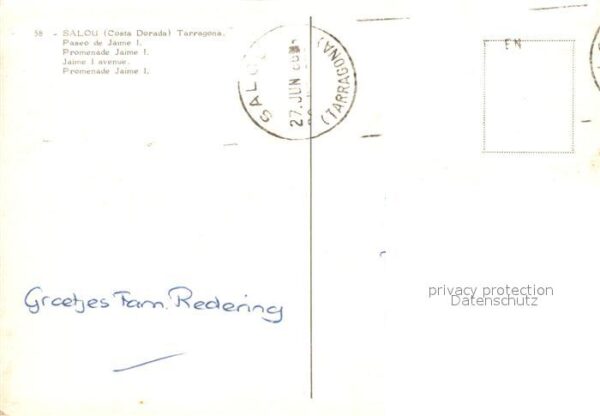 58 - SALOU (Costa Dorada) Tarragona.
Paseo de Jaime I.
Promenade Jaime I.
Jaime I avenue.
Promenade Jaime I.
SALOU
27.JUN
(TARRAGONA)
EN
Groetjes Fam. Redering
privacy protection
Datenschutz